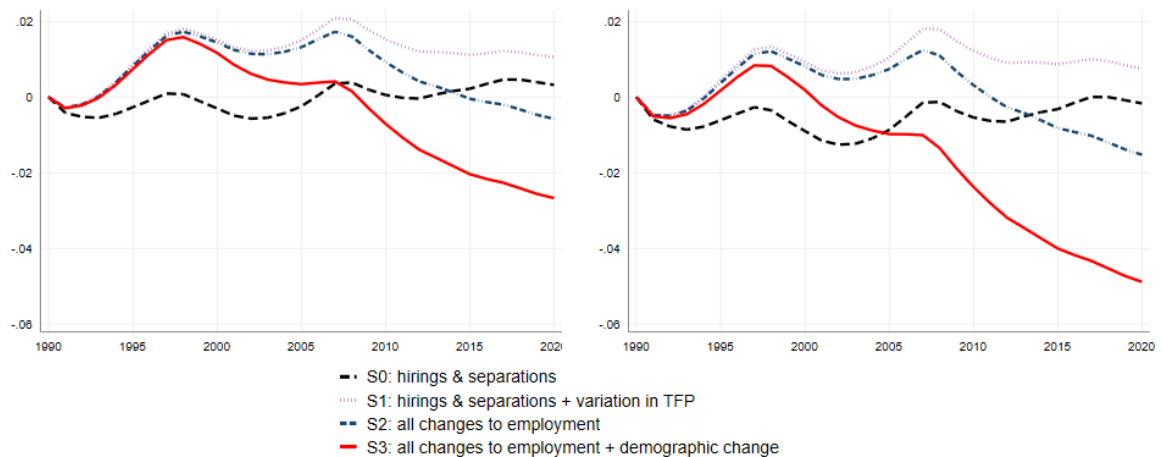 .02
0
-.02
-.04
-.06
1990 1995 2000 2005 2010 2015 202(
.02
0
-.02
-.04
-.06
1990 1995 2000 2005 2010 2015 2020
S0: hirings & separations
S1: hirings & separations + variation in TFP
S2: all changes to employment
S3: all changes to employment + demographic change